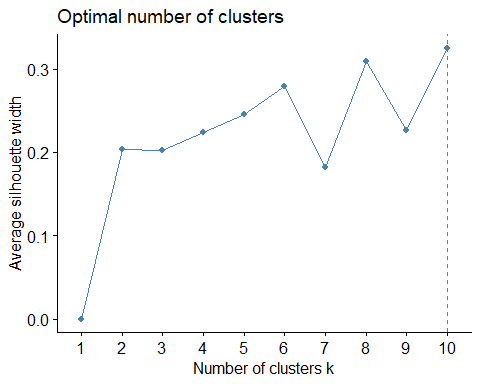 Optimal number of clusters
Average silhouette width
0.3
0.2
0.1
0.0
1 2 3 4 5 6 7 8 9 10
Number of clusters k